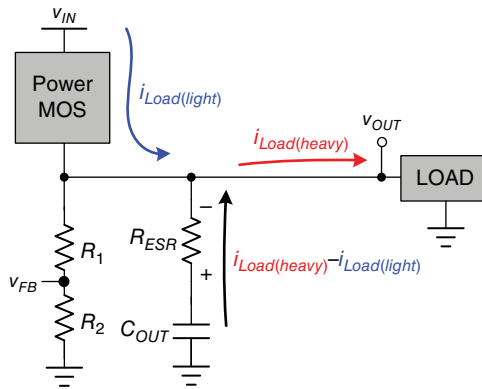 v_IN
Power
MOS
i_Load(light)
v_OUT
i_Load(heavy)
LOAD
R_1
R_ESR
−
+
i_Load(heavy)−i_Load(light)
v_FB
R_2
C_OUT